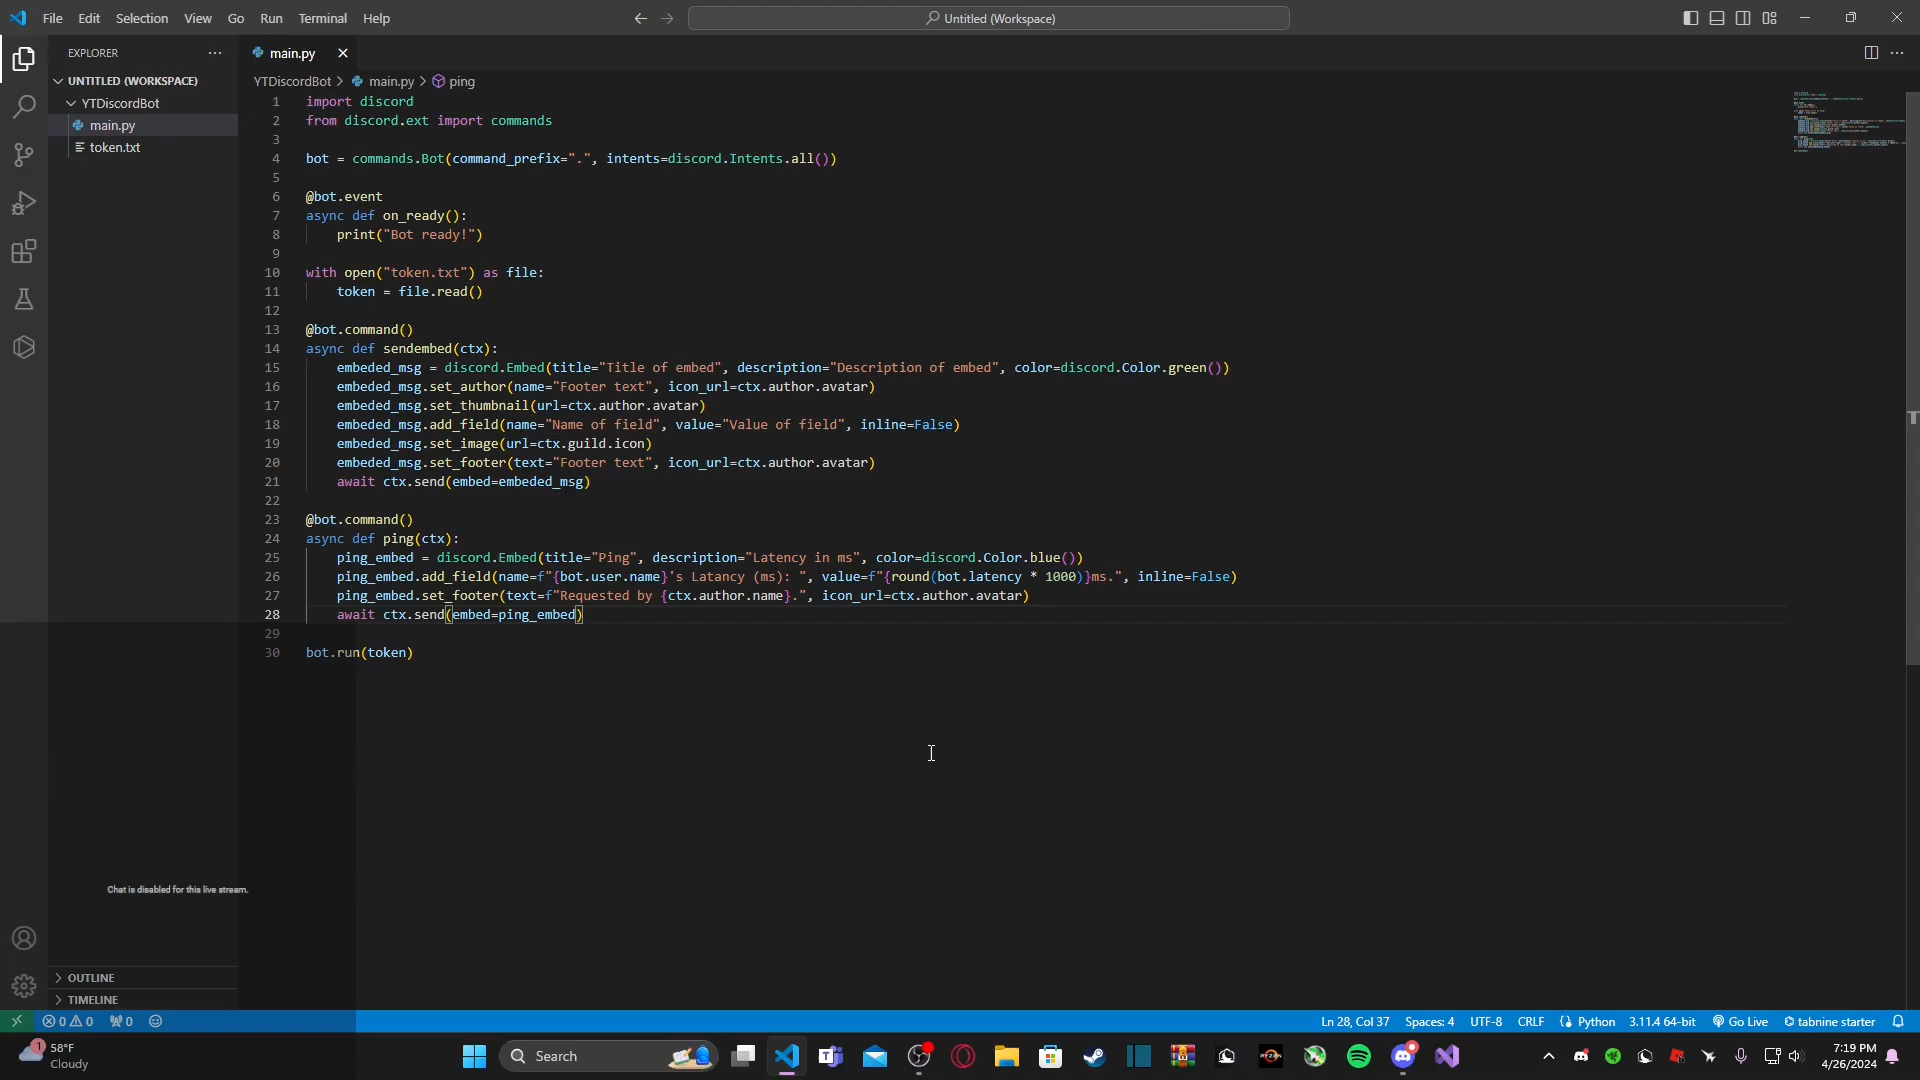 File Edit Selection View Go Run Terminal Help
Untitled (Workspace)
EXPLORER
UNTITLED (WORKSPACE)
YTDiscordBot
main.py
token.txt
main.py
YTDiscordBot > main.py > ping
1 import discord
2 from discord.ext import commands
3
4 bot = commands.Bot(command_prefix=".", intents=discord.Intents.all())
5
6 @bot.event
7 async def on_ready():
8     print("Bot ready!")
9
10 with open("token.txt") as file:
11     token = file.read()
12
13 @bot.command()
14 async def sendembed(ctx):
15     embeded_msg = discord.Embed(title="Title of embed", description="Description of embed", color=discord.Color.green())
16     embeded_msg.set_author(name="Footer text", icon_url=ctx.author.avatar)
17     embeded_msg.set_thumbnail(url=ctx.author.avatar)
18     embeded_msg.add_field(name="Name of field", value="Value of field", inline=False)
19     embeded_msg.set_image(url=ctx.guild.icon)
20     embeded_msg.set_footer(text="Footer text", icon_url=ctx.author.avatar)
21     await ctx.send(embed=embeded_msg)
22
23 @bot.command()
24 async def ping(ctx):
25     ping_embed = discord.Embed(title="Ping", description="Latency in ms", color=discord.Color.blue())
26     ping_embed.add_field(name=f"{bot.user.name}'s Latancy (ms): ", value=f"{round(bot.latency * 1000)}ms.", inline=False)
27     ping_embed.set_footer(text=f"Requested by {ctx.author.name}.", icon_url=ctx.author.avatar)
28     await ctx.send(embed=ping_embed)
29
30 bot.run(token)
Chat is disabled for this live stream.
OUTLINE
TIMELINE
0 0 0
Ln 28, Col 37 Spaces: 4 UTF-8 CRLF Python 3.11.4 64-bit Go Live tabnine starter
1
58°F
Cloudy
Search
RYZEN
7:19 PM
4/26/2024